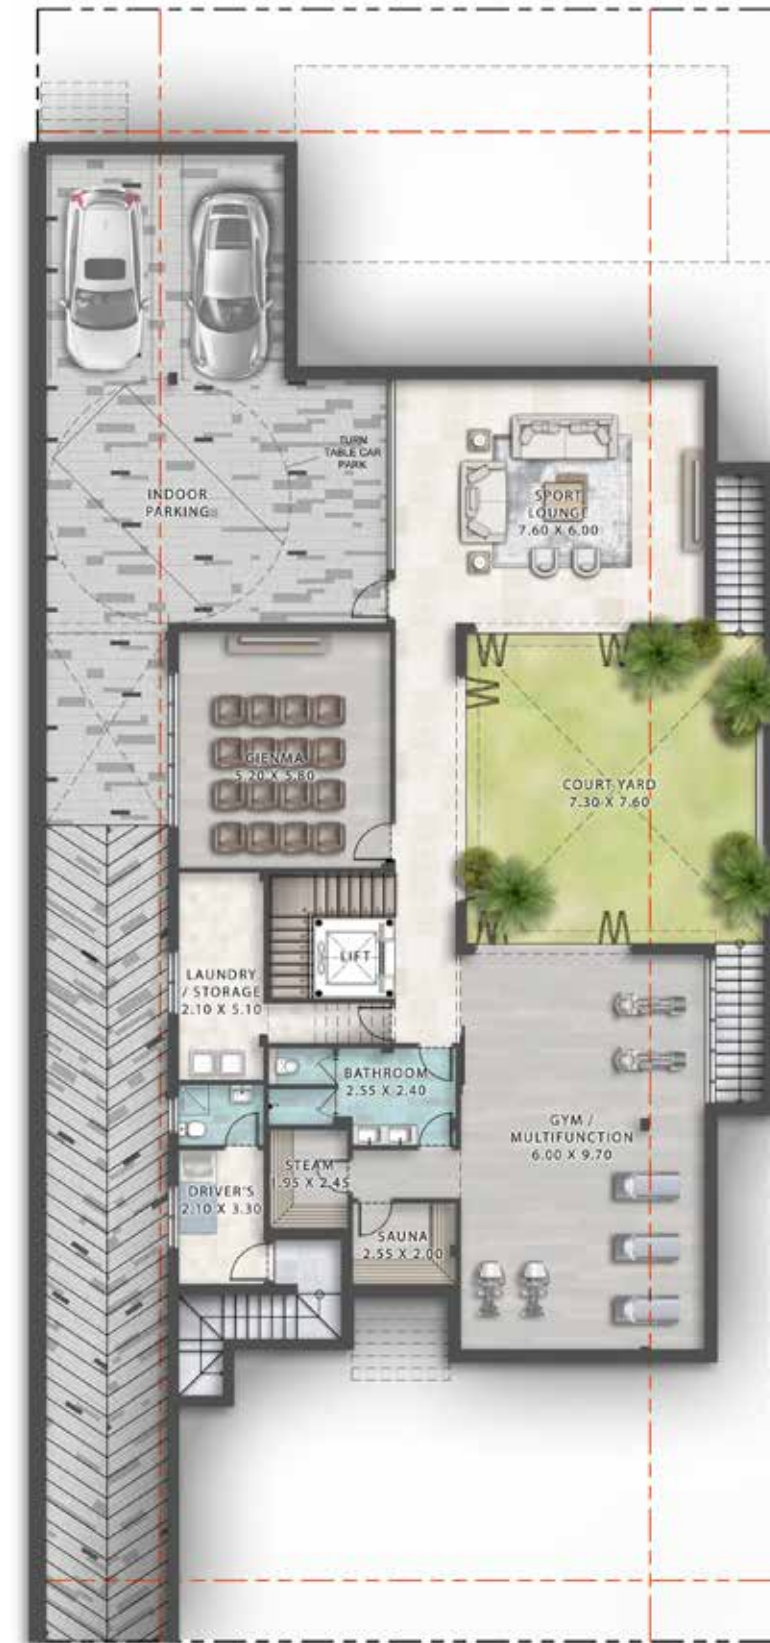 TURN
TABLE CAR
PARK
INDOOR
PARKING
SPORT
LOUNGE
7.60 X 6.00
GIENMA
5.20 X 5.80
COURT YARD
7.30 X 7.60
LIFT
LAUNDRY
/ STORAGE
2.10 X 5.10
BATHROOM
2.55 X 2.40
GYM /
MULTIFUNCTION
6.00 X 9.70
STEAM
1.95 X 2.45
DRIVER'S
2.10 X 3.30
SAUNA
2.55 X 2.00